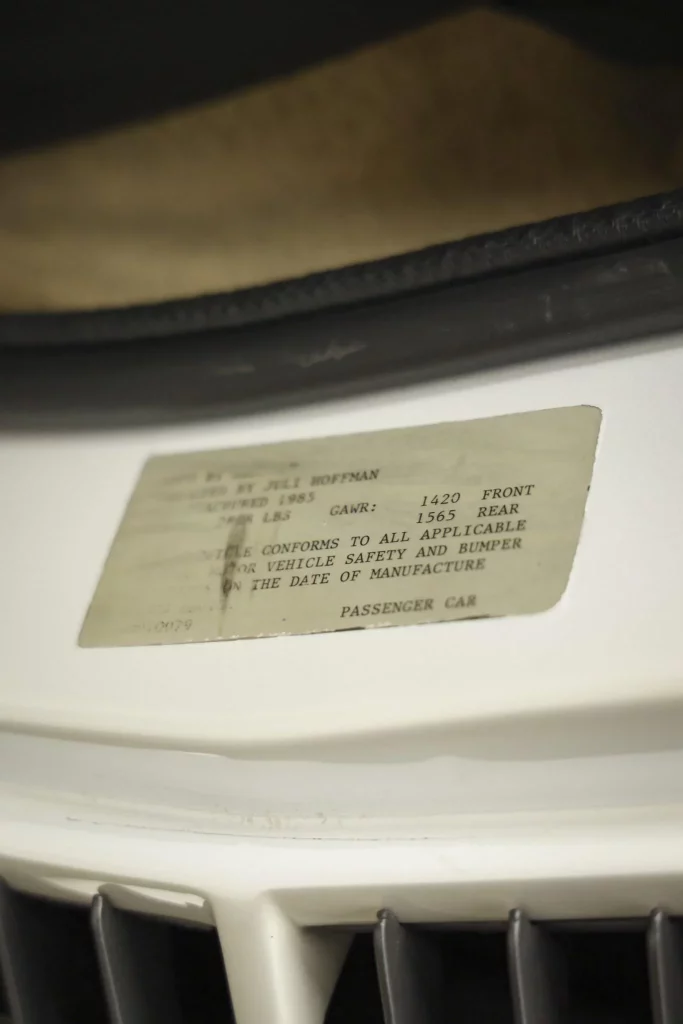 BY
BY JULI HOFFMAN
1985
LBS GAWR: 1420 FRONT
1565 REAR
CONFORMS TO ALL APPLICABLE
VEHICLE SAFETY AND BUMPER
THE DATE OF MANUFACTURE
PASSENGER CAR